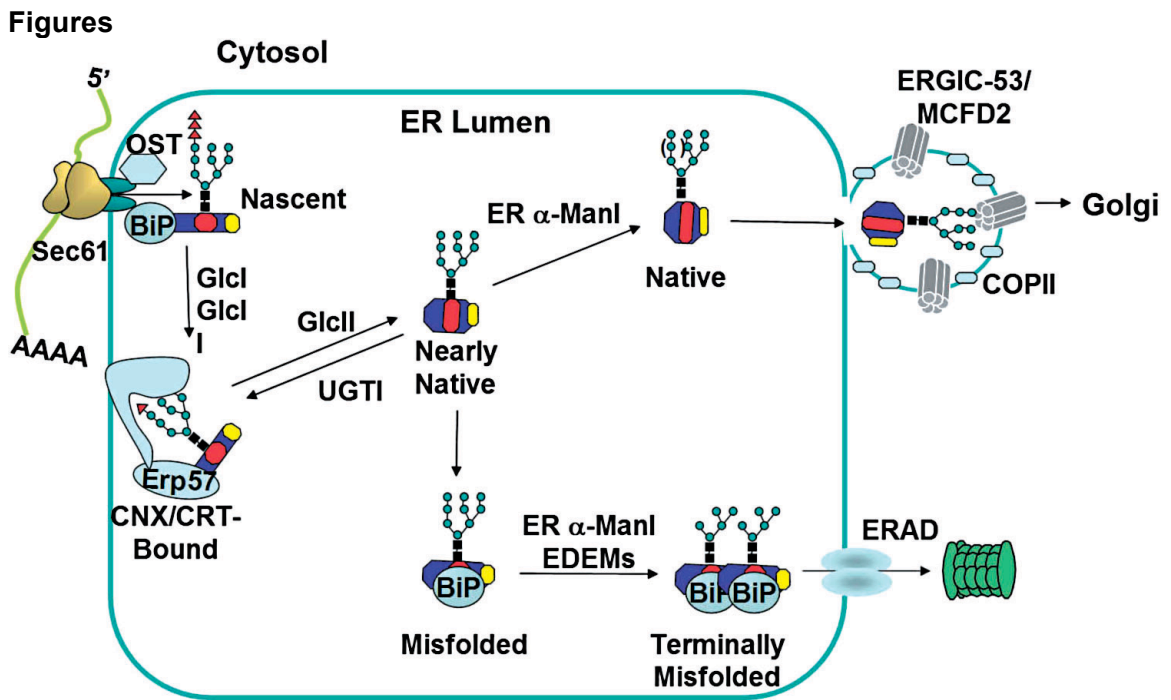 Figures
Cytosol
5’
ER Lumen
ERGIC-53/
MCFD2
OST
Nascent
BiP
Sec61
ER α-ManI
Golgi
Native
COPII
GlcI
GlcI
I
AAAA
GlcII
UGTI
Nearly
Native
Erp57
CNX/CRT-
Bound
ER α-ManI
EDEMs
ERAD
BiP
BiP
BiP
Misfolded
Terminally
Misfolded